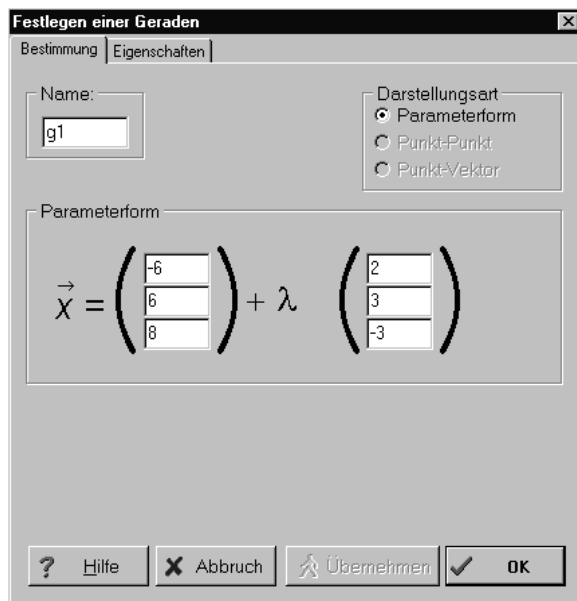 Festlegen einer Geraden
Bestimmung Eigenschaften
Name:
g1
Darstellungsart
Parameterform
Punkt-Punkt
Punkt-Vektor
Parameterform
-6
6
8
x⃗ = ( ) + λ ( )
2
3
-3
? Hilfe
Abbruch
Übernehmen
OK